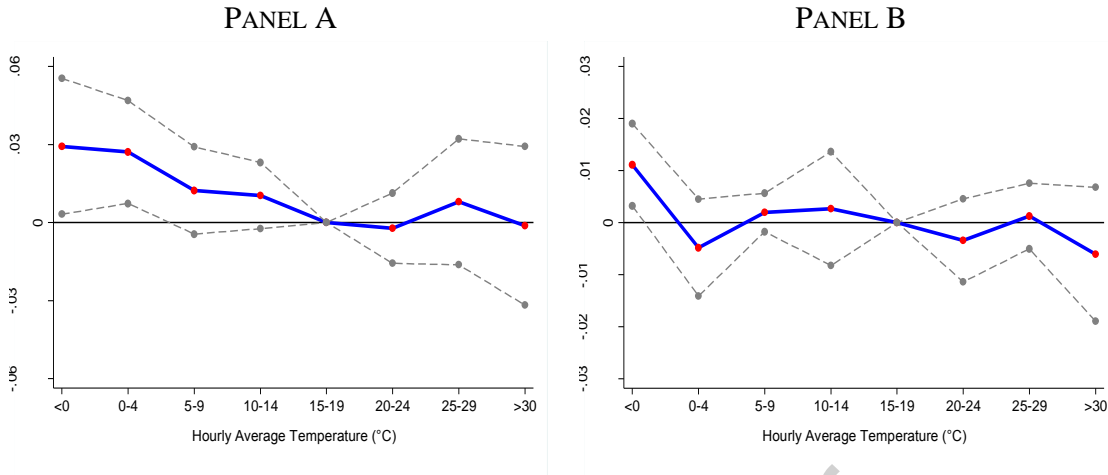 PANEL A
.06
.03
0
-.03
-.06
<0 0-4 5-9 10-14 15-19 20-24 25-29 >30
Hourly Average Temperature (°C)
PANEL B
.03
.02
.01
0
-.01
-.02
-.03
<0 0-4 5-9 10-14 15-19 20-24 25-29 >30
Hourly Average Temperature (°C)